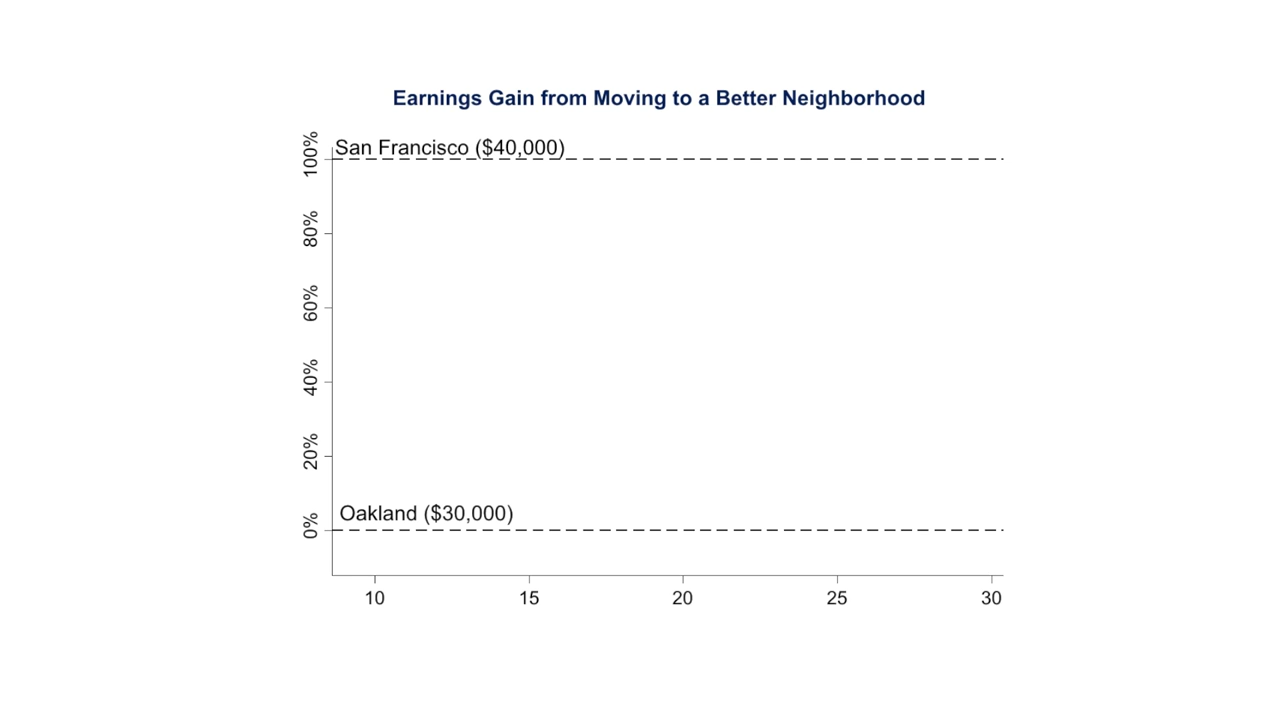 Earnings Gain from Moving to a Better Neighborhood
100%
San Francisco ($40,000)
80%
60%
40%
20%
Oakland ($30,000)
0%
10 15 20 25 30